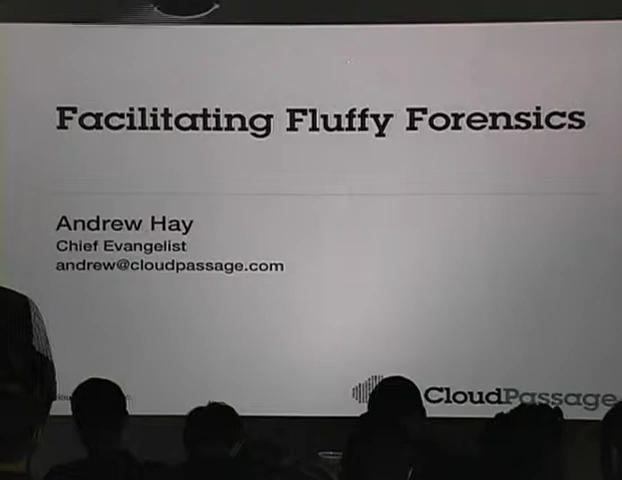 Facilitating Fluffy Forensics
Andrew Hay
Chief Evangelist
andrew@cloudpassage.com
CloudPassage